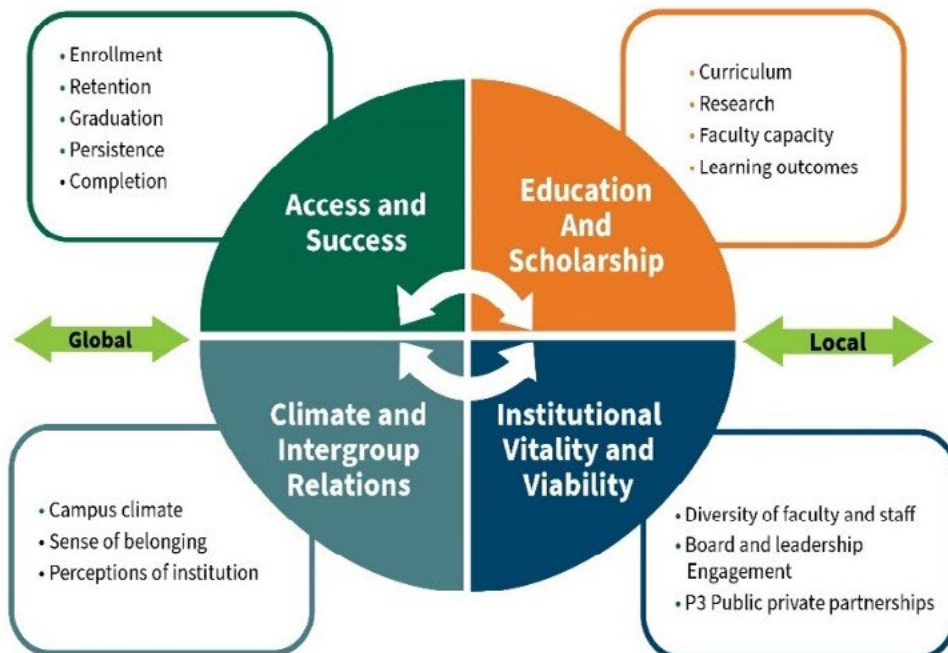 • Enrollment
• Retention
• Graduation
• Persistence
• Completion
• Curriculum
• Research
• Faculty capacity
• Learning outcomes
Access and
Success
Education
And
Scholarship
Global
Local
Climate and
Intergroup
Relations
Institutional
Vitality and
Viability
• Campus climate
• Sense of belonging
• Perceptions of institution
• Diversity of faculty and staff
• Board and leadership
Engagement
• P3 Public private partnerships